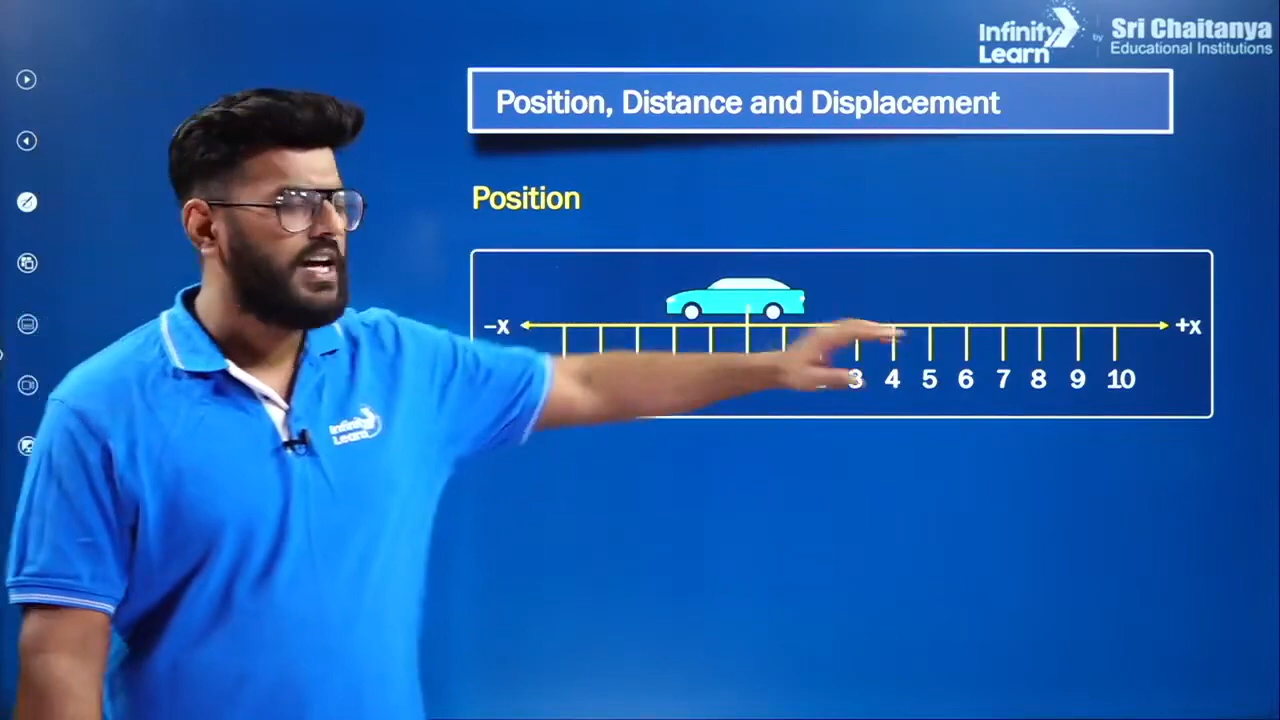 Infinity Learn
by
Sri Chaitanya
Educational Institutions
Position, Distance and Displacement
Position
–x
+x
3 4 5 6 7 8 9 10
Infinity Learn